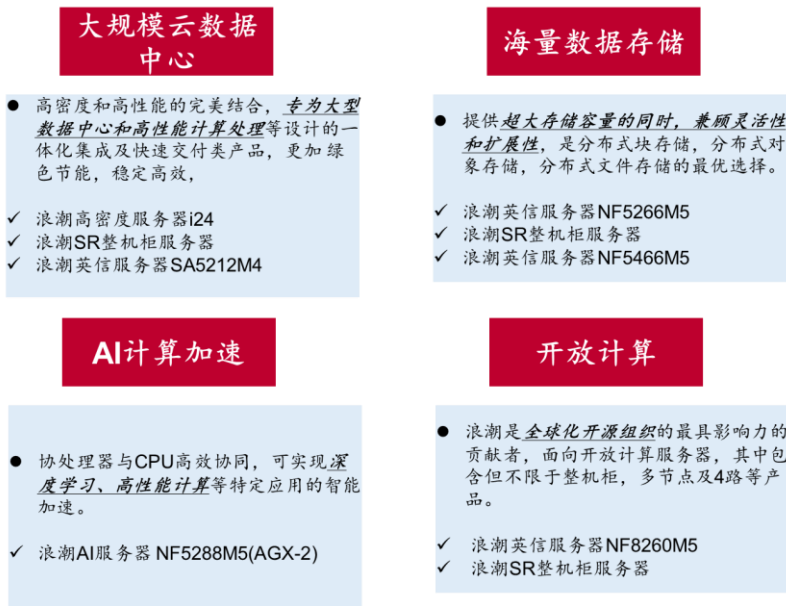 大规模云数据
中心
● 高密度和高性能的完美结合，专为大型
数据中心和高性能计算处理等设计的一
体化集成及快速交付类产品，更加 绿
色节能，稳定高效，
✓ 浪潮高密度服务器i24
✓ 浪潮SR整机柜服务器
✓ 浪潮英信服务器SA5212M4
海量数据存储
● 提供超大存储容量的同时，兼顾灵活性
和扩展性，是分布式块存储，分布式对
象存储，分布式文件存储的最优选择。
✓ 浪潮英信服务器NF5266M5
✓ 浪潮SR整机柜服务器
✓ 浪潮英信服务器NF5466M5
AI计算加速
● 协处理器与CPU高效协同，可实现深
度学习、高性能计算等特定应用的智能
加速。
✓ 浪潮AI服务器 NF5288M5(AGX-2)
开放计算
● 浪潮是全球化开源组织的最具影响力的
贡献者，面向开放计算服务器，其中包
含但不限于整机柜，多节点及4路等产
品。
✓ 浪潮英信服务器NF8260M5
✓ 浪潮SR整机柜服务器